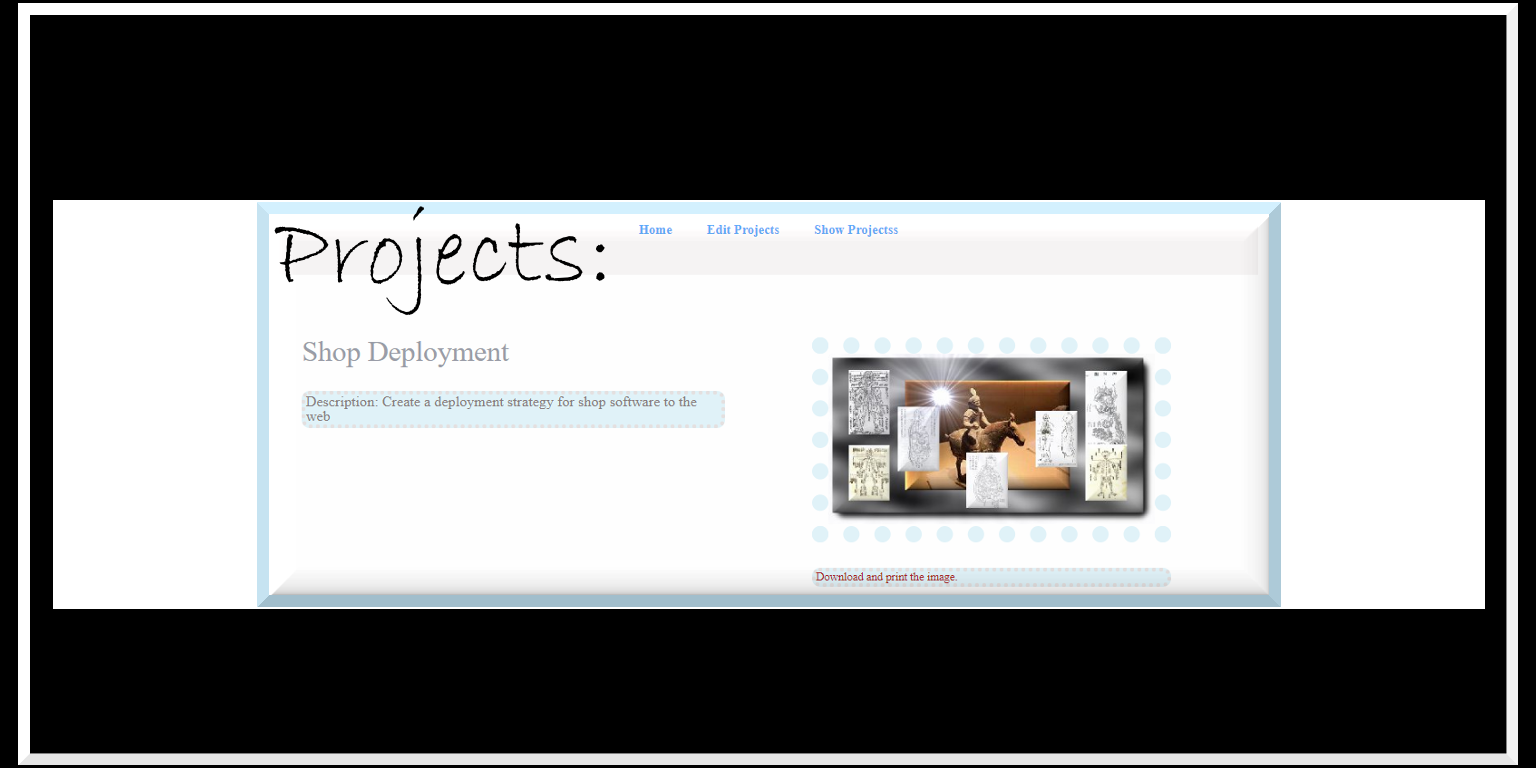 Projects:
Home Edit Projects Show Projectss
Shop Deployment
Description: Create a deployment strategy for shop software to the
web
Download and print the image.